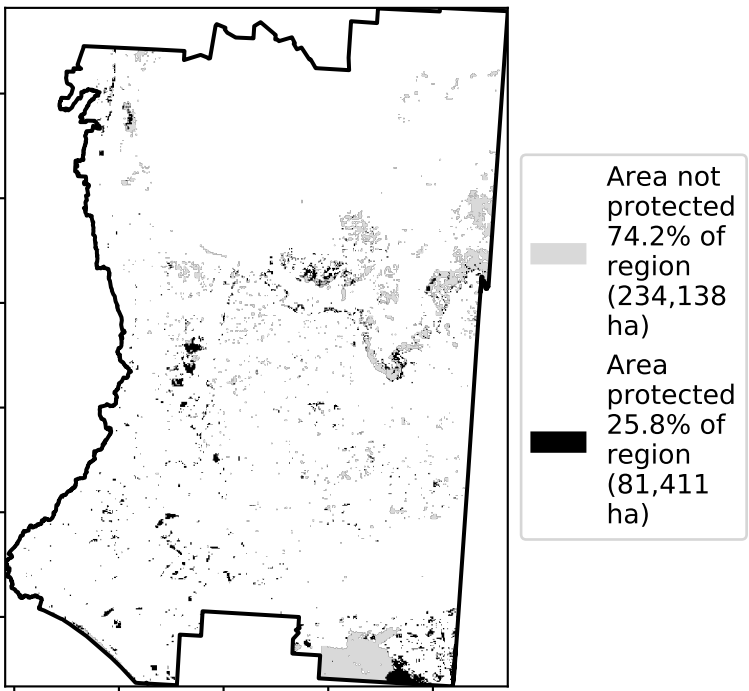 Area not
protected
74.2% of
region
(234,138
ha)
Area
protected
25.8% of
region
(81,411
ha)